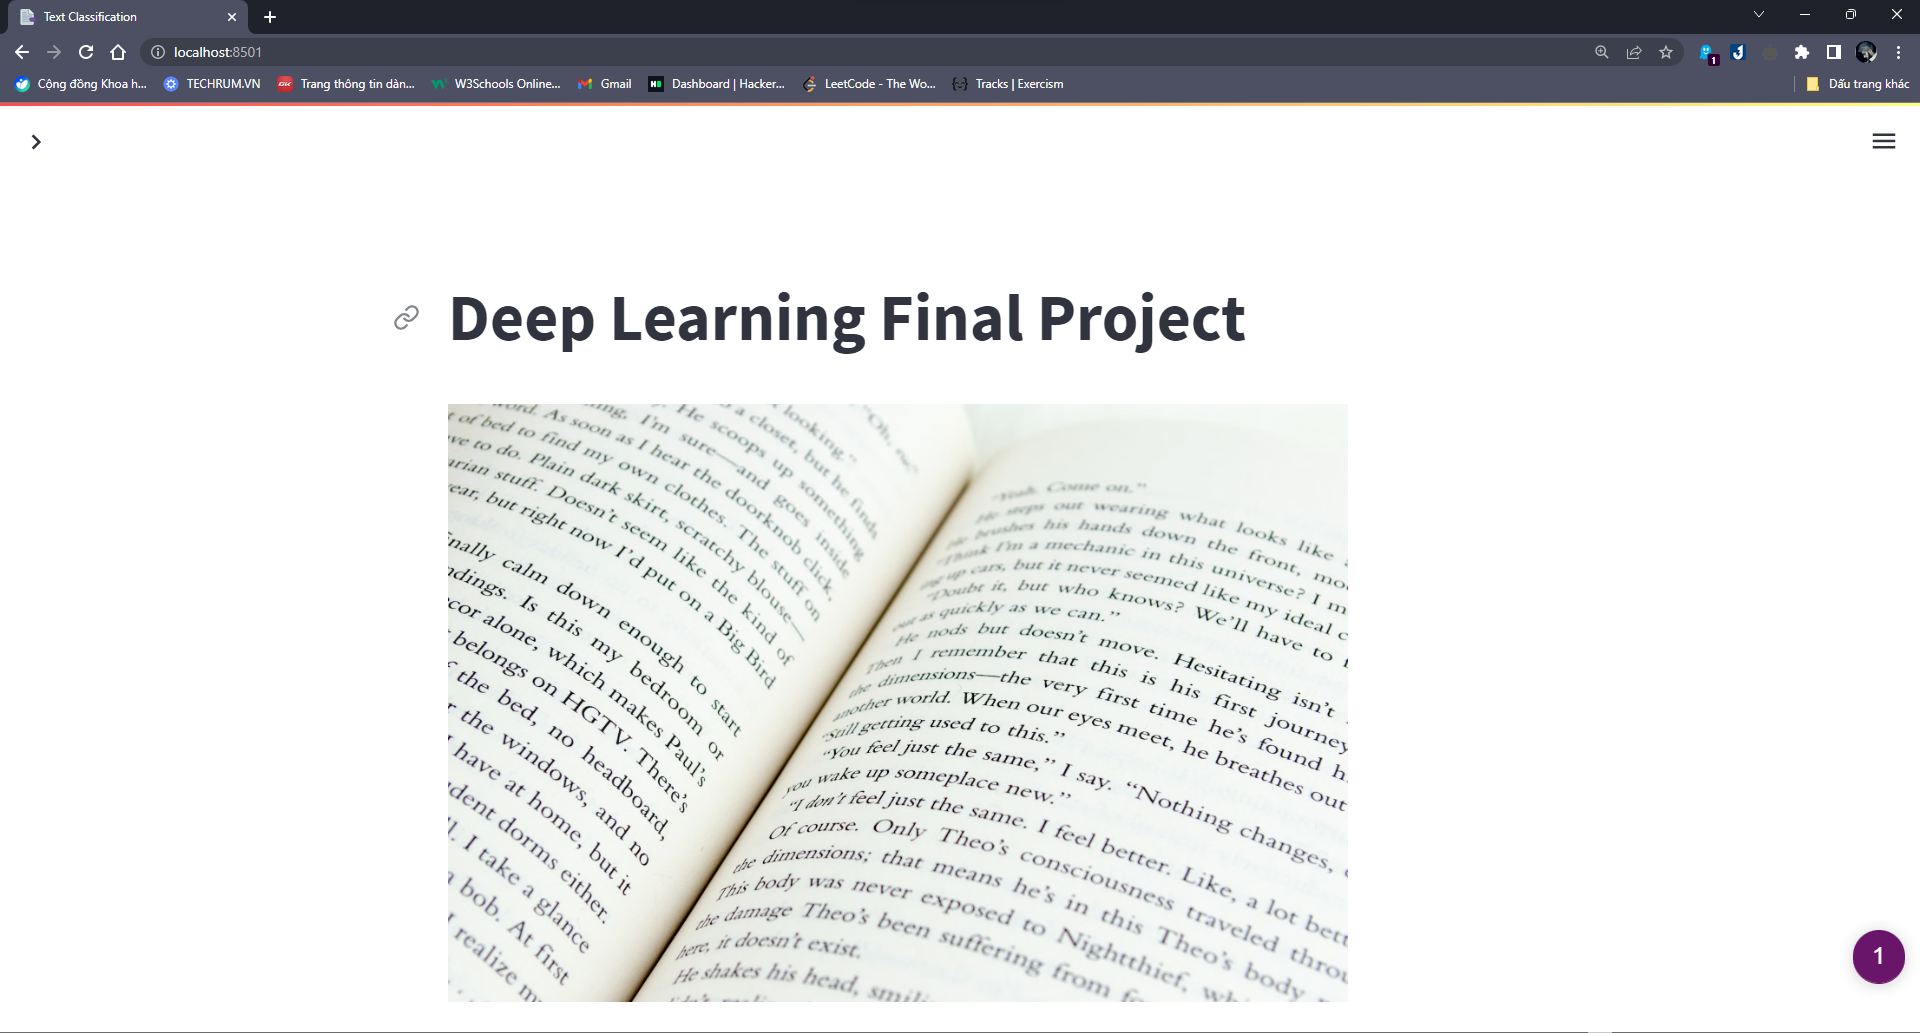 Text Classification
localhost:8501
1
Cộng đồng Khoa h...
TECHRUM.VN
Trang thông tin dàn...
W3Schools Online...
Gmail
Dashboard | Hacker...
LeetCode - The Wo...
Tracks | Exercism
Dấu trang khác
Deep Learning Final Project
word. As soon as I hear the doorknob click,
I'm sure—and goes inside
He scoops up something
a closet, but he finds
looking."
"Oh,
t of bed to find my own clothes. The stuff on
ve to do. Plain dark skirt, scratchy blouse—
arian stuff. Doesn't seem like the kind of
ear, but right now I'd put on a Big Bird
inally calm down enough to start
ndings. Is this my bedroom or
cor alone, which makes Paul's
belongs on HGTV. There's
the bed, no headboard,
r the windows, and no
have at home, but it
dent dorms either.
l. I take a glance
bob. At first
realize m
"Yeah. Come on."
He steps out wearing what looks like
He brushes his hands down the front, mo
"Think I'm a mechanic in this universe? I m
ing up cars, but it never seemed like my ideal c
"Doubt it, but who knows? We'll have to
out as quickly as we can."
He nods but doesn't move. Hesitating isn't
Then I remember that this is his first journey
the dimensions—the very first time he's found h
another world. When our eyes meet, he breathes out
"Still getting used to this."
"You feel just the same," I say. "Nothing changes,
you wake up someplace new."
"I don't feel just the same. I feel better. Like, a lot bett
Of course. Only Theo's consciousness traveled throu
the dimensions; that means he's in this Theo's body
This body was never exposed to Nightthief, wh
the damage Theo's been suffering from
here, it doesn't exist.
He shakes his head, smili
1